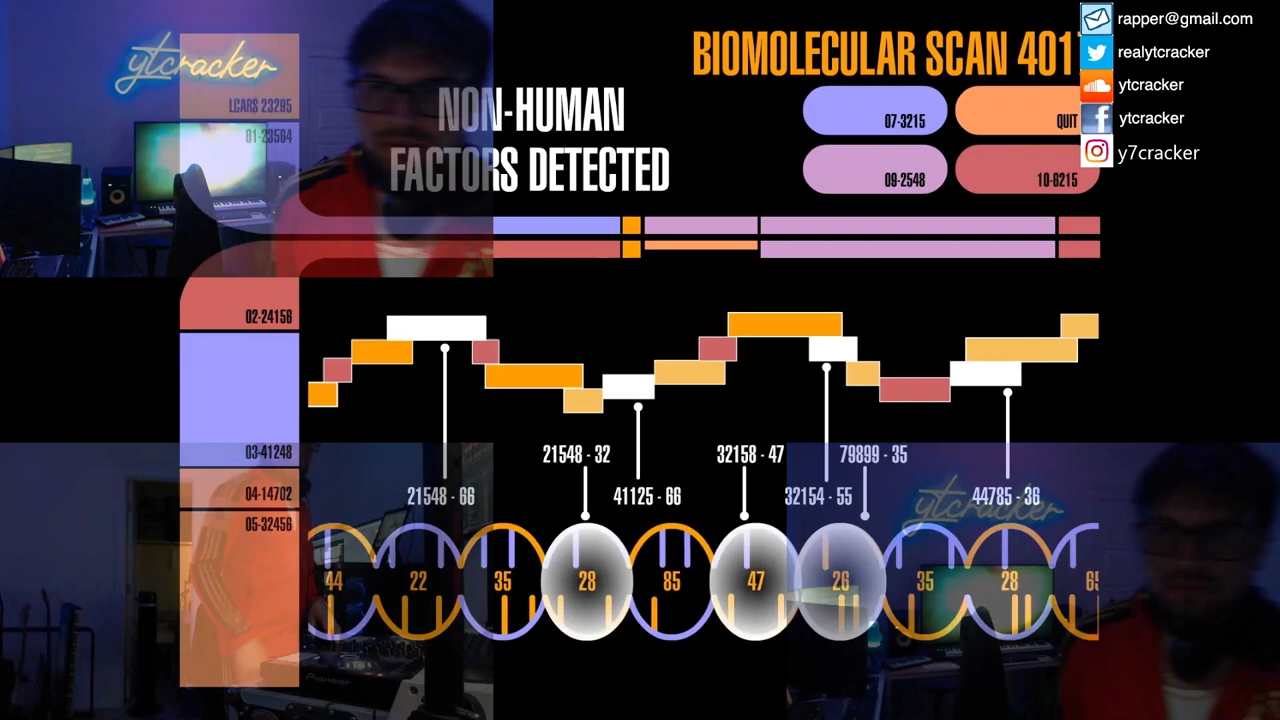 ytcracker
LCARS 23295
01-23584
NON-HUMAN
FACTORS DETECTED
BIOMOLECULAR SCAN 401
07-3215
QUIT
09-2548
10-6215
rapper@gmail.com
realytcracker
ytcracker
ytcracker
y7cracker
02-24156
03-41248
04-14702
05-32456
21548 - 32
32158 - 47
79899 - 35
21548 - 66
41125 - 66
32154 - 55
44785 - 36
ytcracker
44 22 35 28 85 47 26 35 28
Pioneer